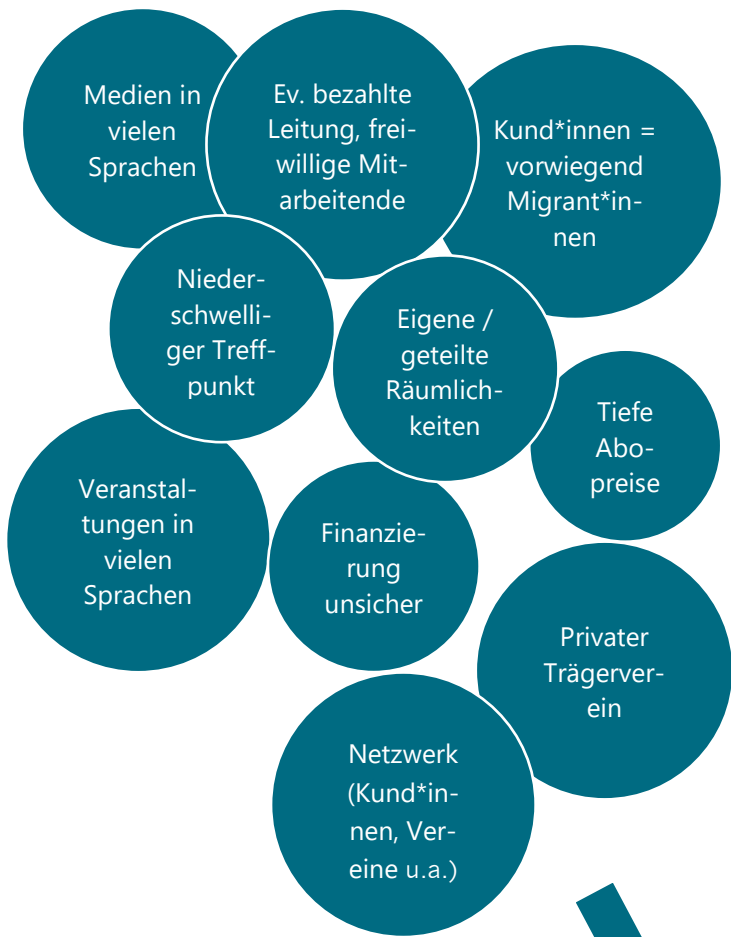 Medien in
vielen
Sprachen
Ev. bezahlte
Leitung, frei-
willige Mit-
arbeitende
Kund*innen =
vorwiegend
Migrant*in-
nen
Nieder-
schwelli-
ger Treff-
punkt
Eigene /
geteilte
Räumlich-
keiten
Tiefe
Abo-
preise
Veranstal-
tungen in
vielen
Sprachen
Finanzie-
rung
unsicher
Privater
Trägerver-
ein
Netzwerk
(Kund*in-
nen, Ver-
eine u.a.)